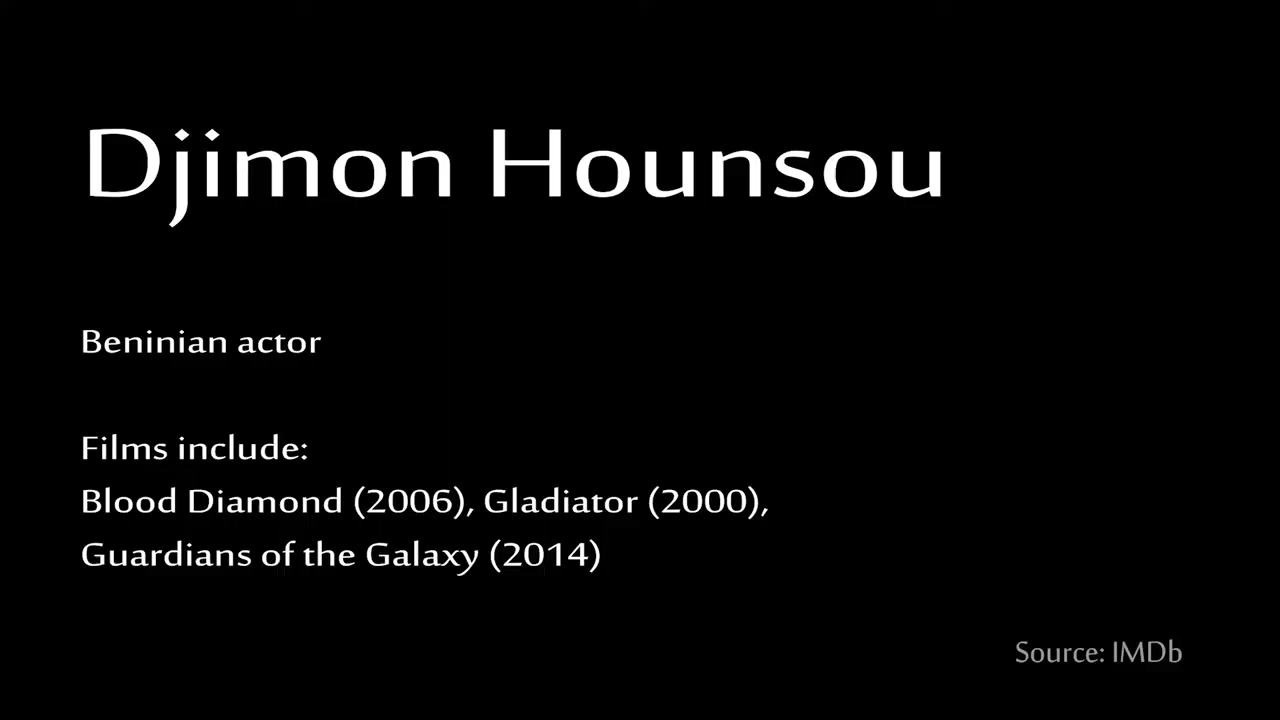 Djimon Hounsou
Beninian actor
Films include:
Blood Diamond (2006), Gladiator (2000),
Guardians of the Galaxy (2014)
Source: IMDb